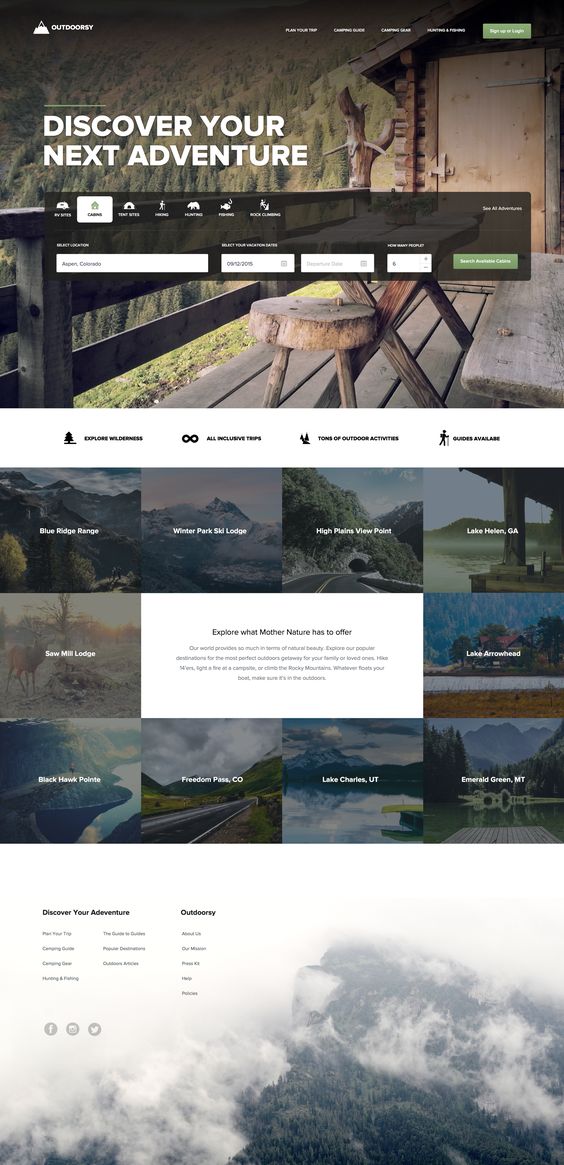 OUTDOORSY
PLAN YOUR TRIP CAMPING GUIDE CAMPING GEAR HUNTING & FISHING Sign up or Login
DISCOVER YOUR
NEXT ADVENTURE
RV SITES CABINS TENT SITES HIKING HUNTING FISHING ROCK CLIMBING See All Adventures
SELECT LOCATION SELECT YOUR VACATION DATES HOW MANY PEOPLE?
Aspen, Colorado 09/12/2015 Departure Date 6 + − Search Available Cabins
EXPLORE WILDERNESS ALL INCLUSIVE TRIPS TONS OF OUTDOOR ACTIVITIES GUIDES AVAILABE
Blue Ridge Range Winter Park Ski Lodge High Plains View Point Lake Helen, GA
Saw Mill Lodge
Explore what Mother Nature has to offer
Our world provides so much in terms of natural beauty. Explore our popular
destinations for the most perfect outdoors getaway for your family or loved ones. Hike
14'ers, light a fire at a campsite, or climb the Rocky Mountains. Whatever floats your
boat, make sure it's in the outdoors.
Lake Arrowhead
Black Hawk Pointe Freedom Pass, CO Lake Charles, UT Emerald Green, MT
Discover Your Adeventure Outdoorsy
Plan Your Trip The Guide to Guides About Us
Camping Guide Popular Destinations Our Mission
Camping Gear Outdoors Articles Press Kit
Hunting & Fishing Help
Policies